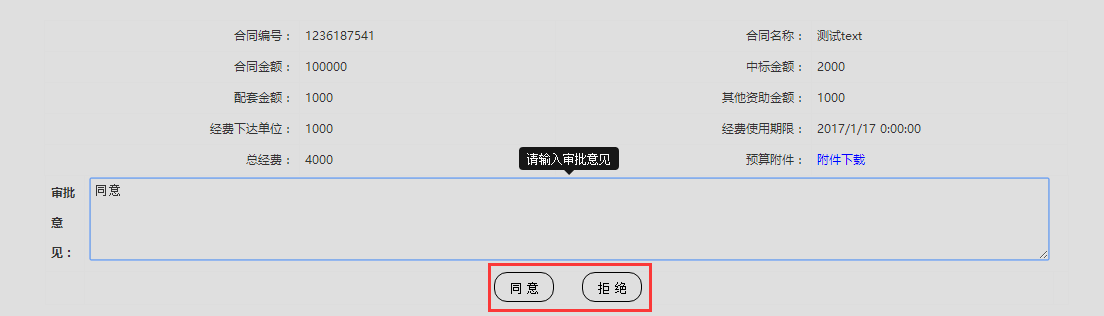 合同编号： 1236187541 合同名称： 测试text
合同金额： 100000 中标金额： 2000
配套金额： 1000 其他资助金额： 1000
经费下达单位： 1000 经费使用期限： 2017/1/17 0:00:00
总经费： 4000 请输入审批意见 预算附件： 附件下载
审批 同意
意
见：
同 意 拒 绝